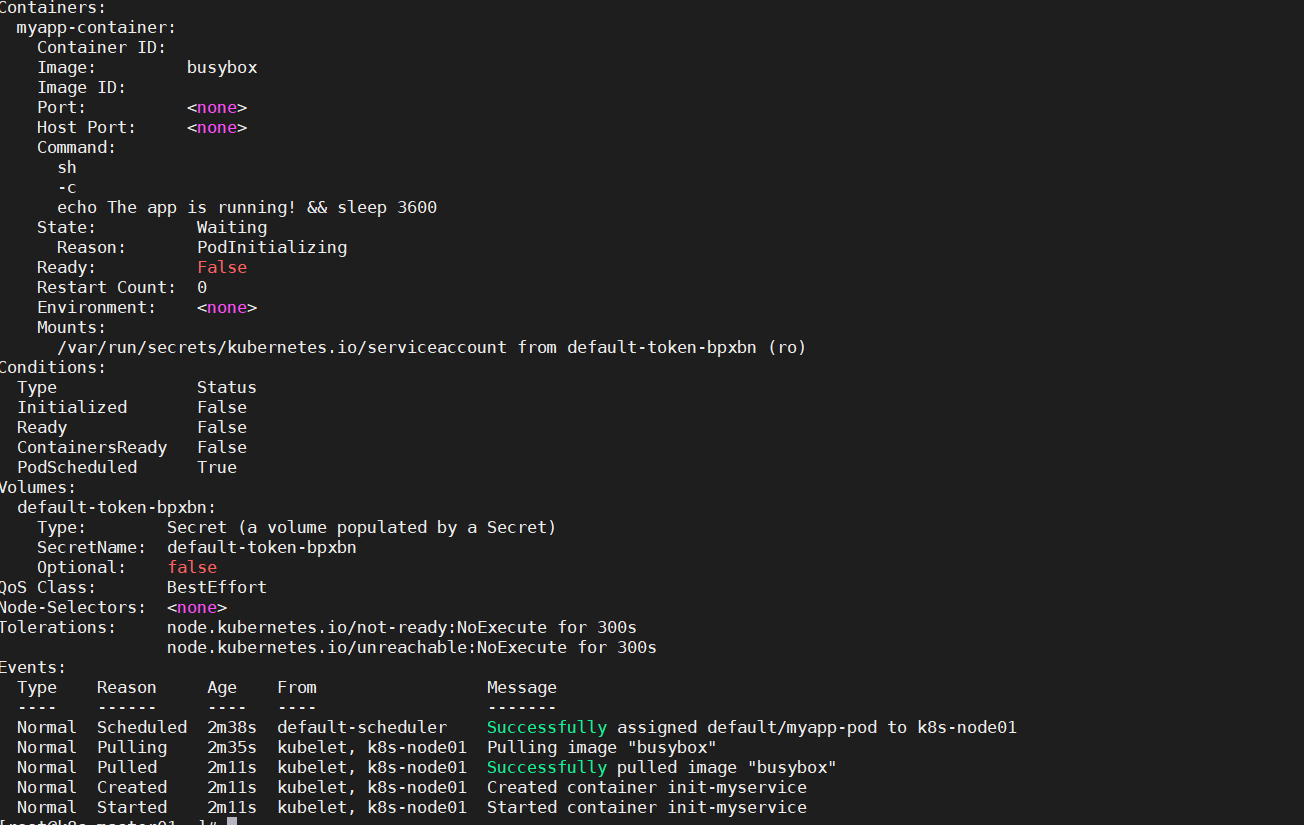 Containers:
  myapp-container:
    Container ID:
    Image:         busybox
    Image ID:
    Port:          <none>
    Host Port:     <none>
    Command:
      sh
      -c
      echo The app is running! && sleep 3600
    State:          Waiting
      Reason:       PodInitializing
    Ready:          False
    Restart Count:  0
    Environment:    <none>
    Mounts:
      /var/run/secrets/kubernetes.io/serviceaccount from default-token-bpxbn (ro)
Conditions:
  Type              Status
  Initialized       False
  Ready             False
  ContainersReady   False
  PodScheduled      True
Volumes:
  default-token-bpxbn:
    Type:        Secret (a volume populated by a Secret)
    SecretName:  default-token-bpxbn
    Optional:    false
QoS Class:       BestEffort
Node-Selectors:  <none>
Tolerations:     node.kubernetes.io/not-ready:NoExecute for 300s
                 node.kubernetes.io/unreachable:NoExecute for 300s
Events:
  Type    Reason     Age    From                 Message
  ----    ------     ----   ----                 -------
  Normal  Scheduled  2m38s  default-scheduler    Successfully assigned default/myapp-pod to k8s-node01
  Normal  Pulling    2m35s  kubelet, k8s-node01  Pulling image "busybox"
  Normal  Pulled     2m11s  kubelet, k8s-node01  Successfully pulled image "busybox"
  Normal  Created    2m11s  kubelet, k8s-node01  Created container init-myservice
  Normal  Started    2m11s  kubelet, k8s-node01  Started container init-myservice
[root@k8s-master01 ~]#